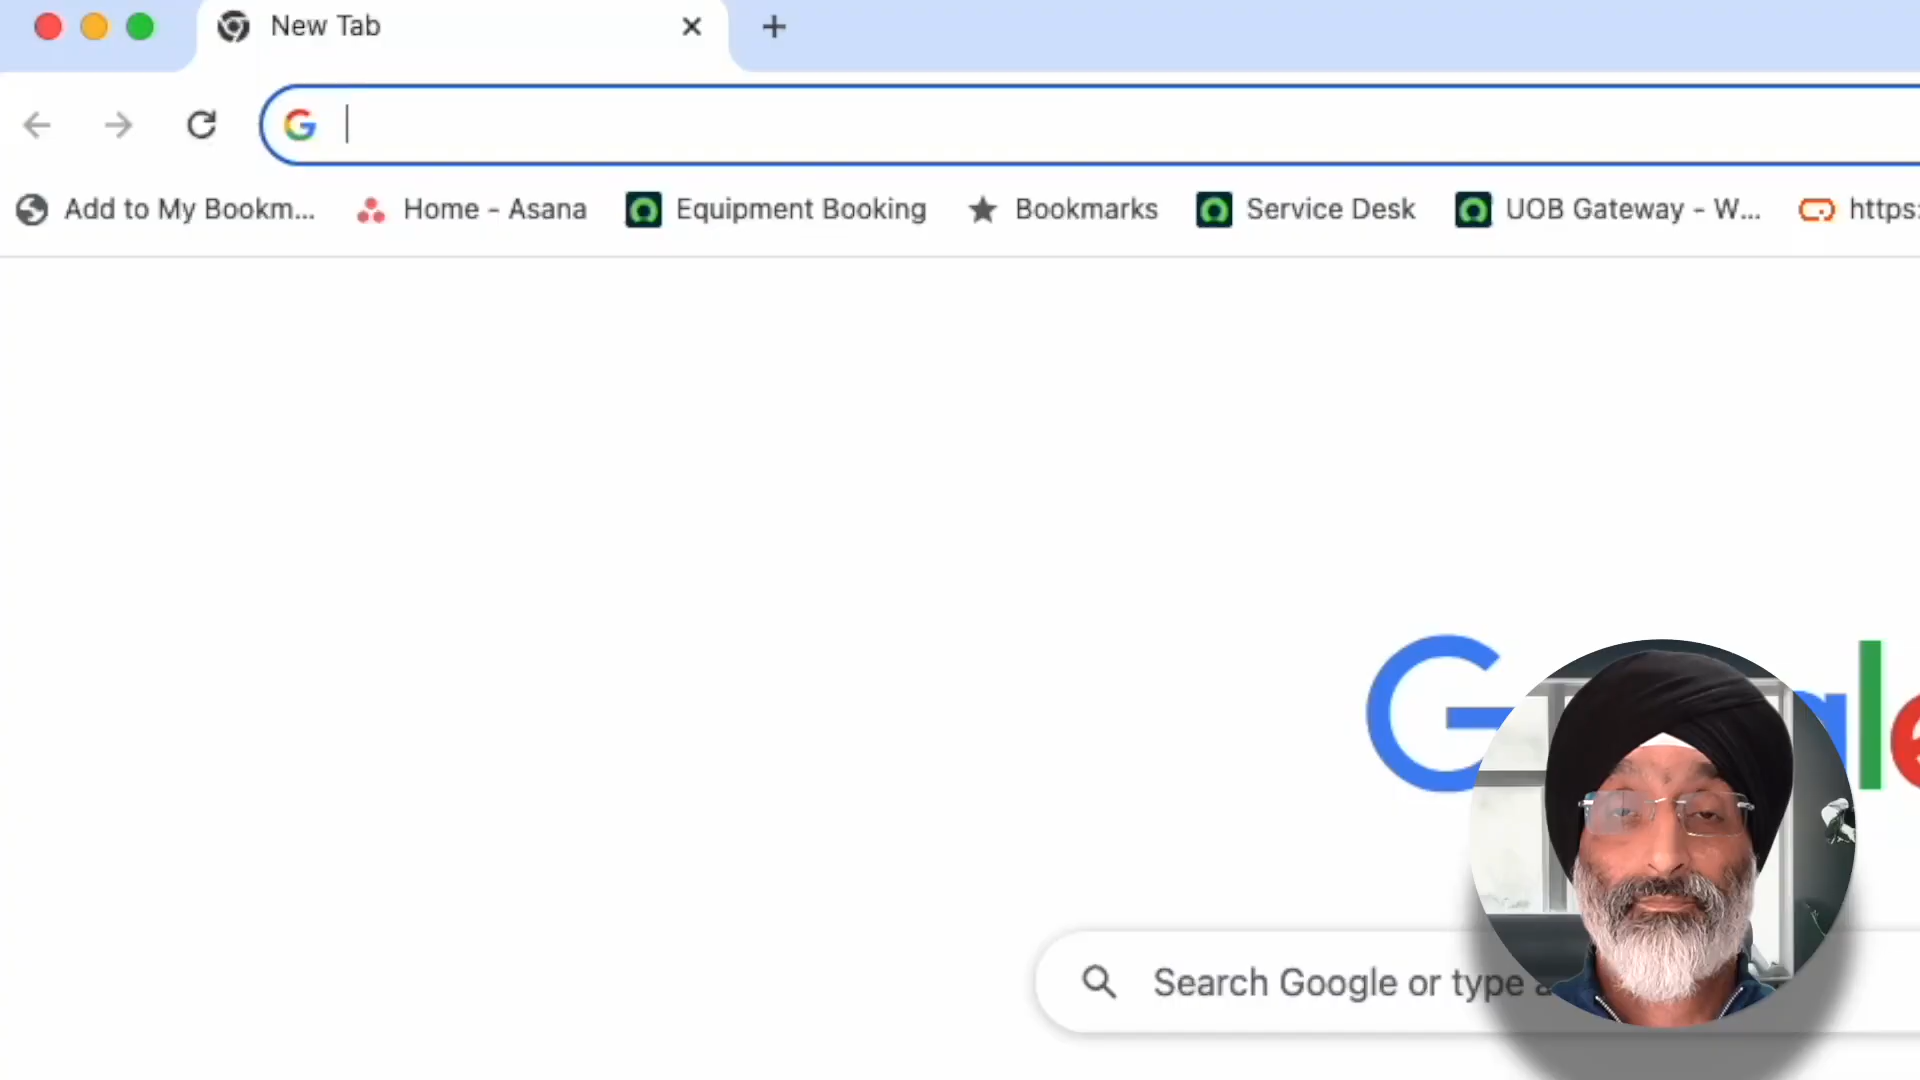 New Tab
Add to My Bookm...
Home - Asana
Equipment Booking
Bookmarks
Service Desk
UOB Gateway - W...
https:
Search Google or type a